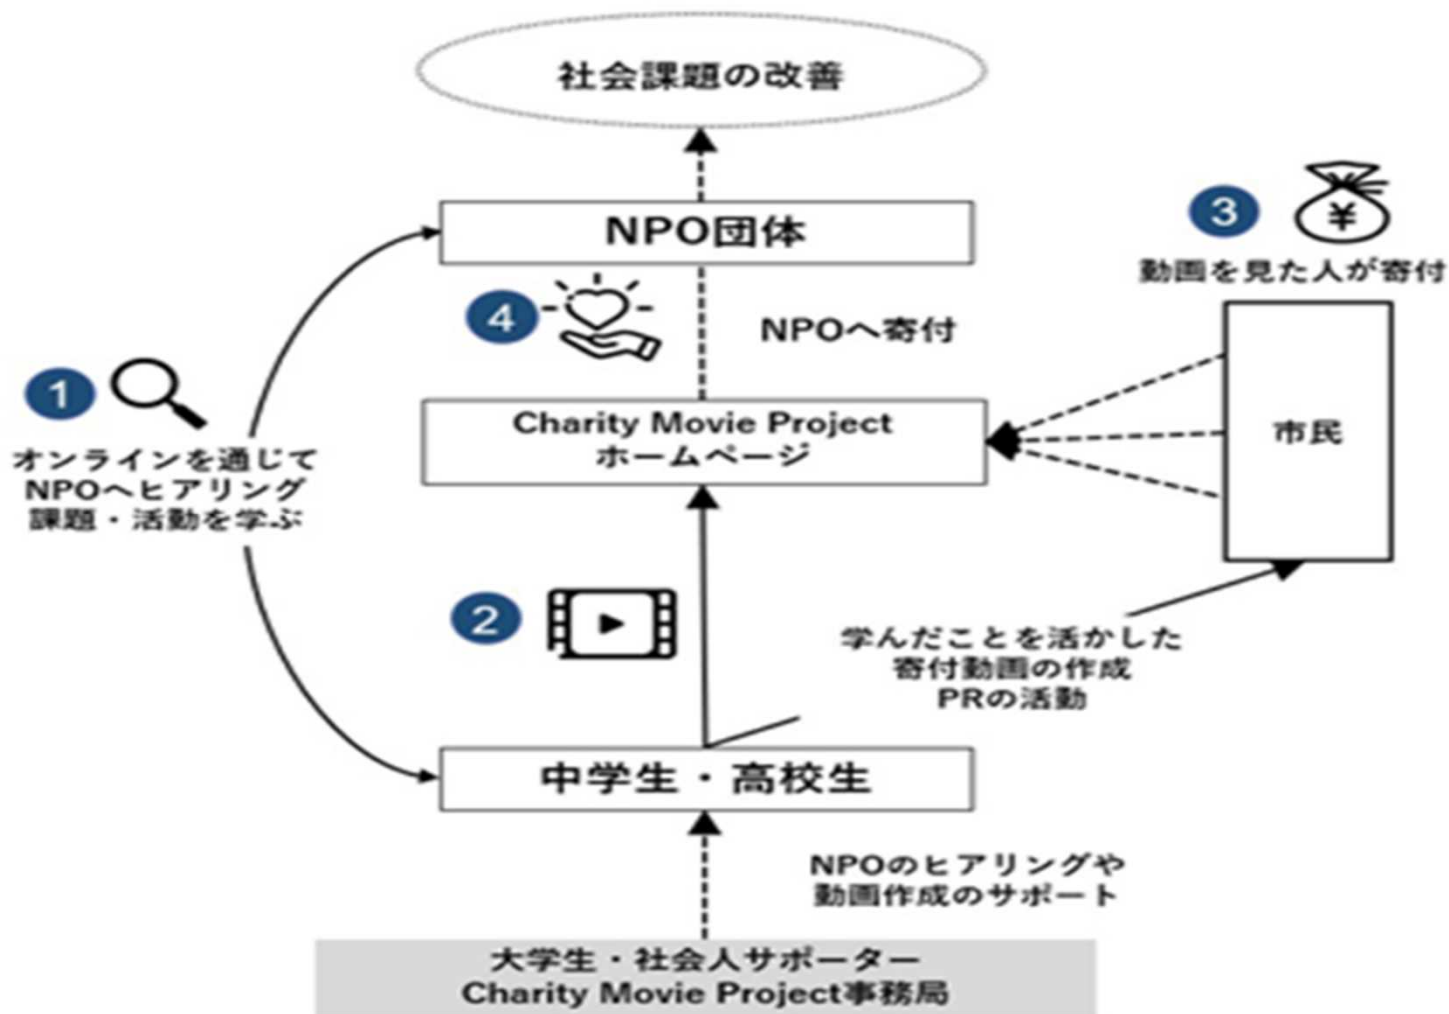 社会課題の改善
NPO団体
3
¥
動画を見た人が寄付
4
NPOへ寄付
1
オンラインを通じて
NPOへヒアリング
課題・活動を学ぶ
Charity Movie Project
ホームページ
市民
2
学んだことを活かした
寄付動画の作成
PRの活動
中学生・高校生
NPOのヒアリングや
動画作成のサポート
大学生・社会人サポーター
Charity Movie Project事務局